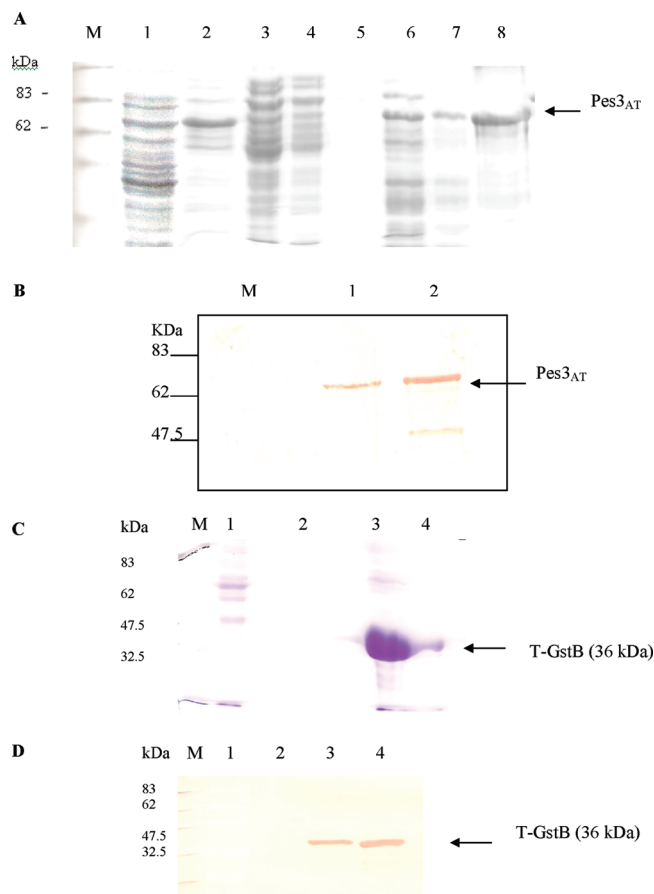 A
M 1 2 3 4 5 6 7 8
kDa
83 -
62 -
Pes3AT
B
M 1 2
KDa
83
62
47.5
Pes3AT
C
kDa M 1 2 3 4
83
62
47.5
32.5
T-GstB (36 kDa)
D
kDa M 1 2 3 4
83
62
47.5
32.5
T-GstB (36 kDa)